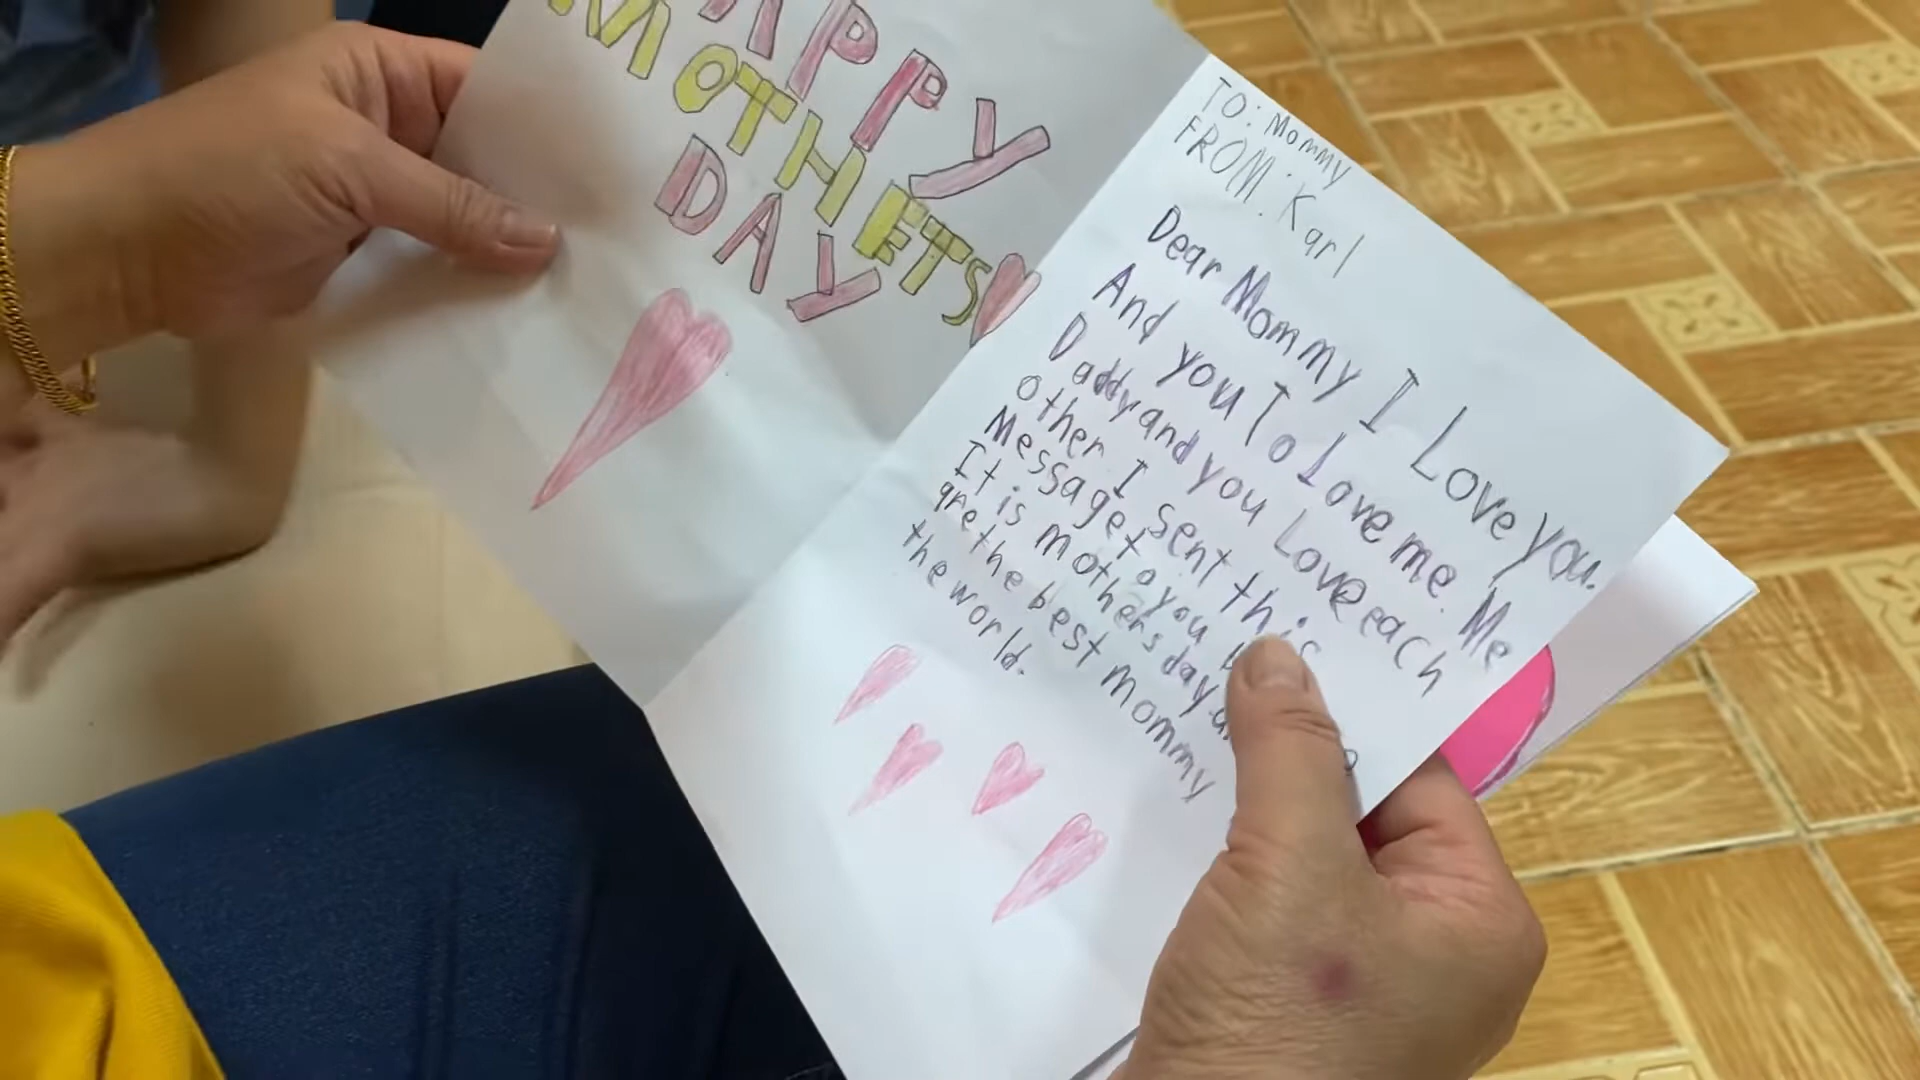 HAPPY
MOTHETS
DAY
TO: Mommy
FROM: Karl
Dear Mommy I Love you.
And you To love me. Me
Daddy and you Love each
other I sent this
Message to you
It is mothers day
are the best mommy
the world.